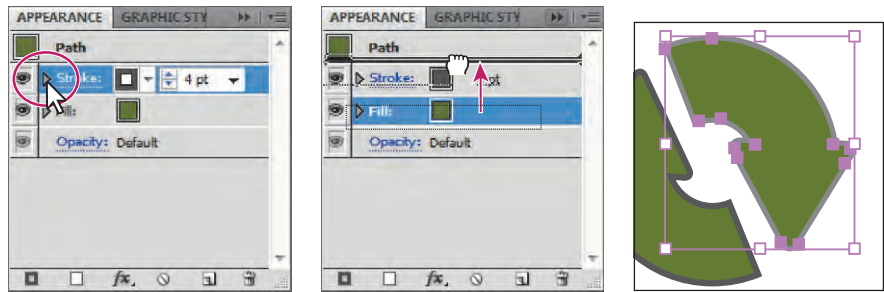 APPEARANCE GRAPHIC STY
Path
Stroke: 4 pt
Fill:
Opacity: Default
fx.
APPEARANCE GRAPHIC STY
Path
Stroke: pt
Fill:
Opacity: Default
fx.